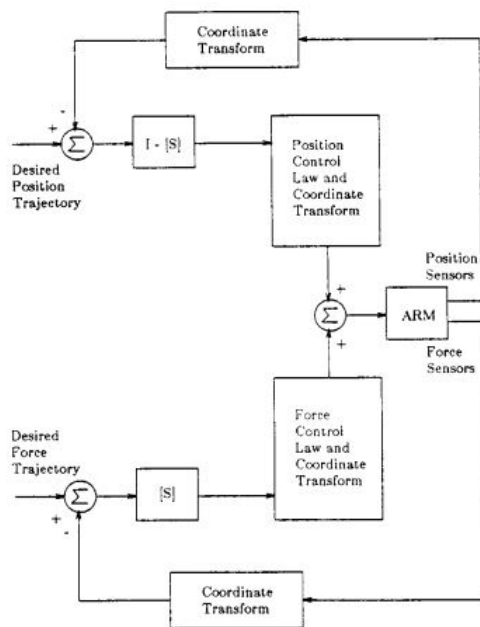 Coordinate
Transform
-
+
Σ
I - [S]
Desired
Position
Trajectory
Position
Control
Law and
Coordinate
Transform
Position
Sensors
+
Σ
+
ARM
Force
Sensors
Desired
Force
Trajectory
Force
Control
Law and
Coordinate
Transform
Σ
[S]
+
-
Coordinate
Transform